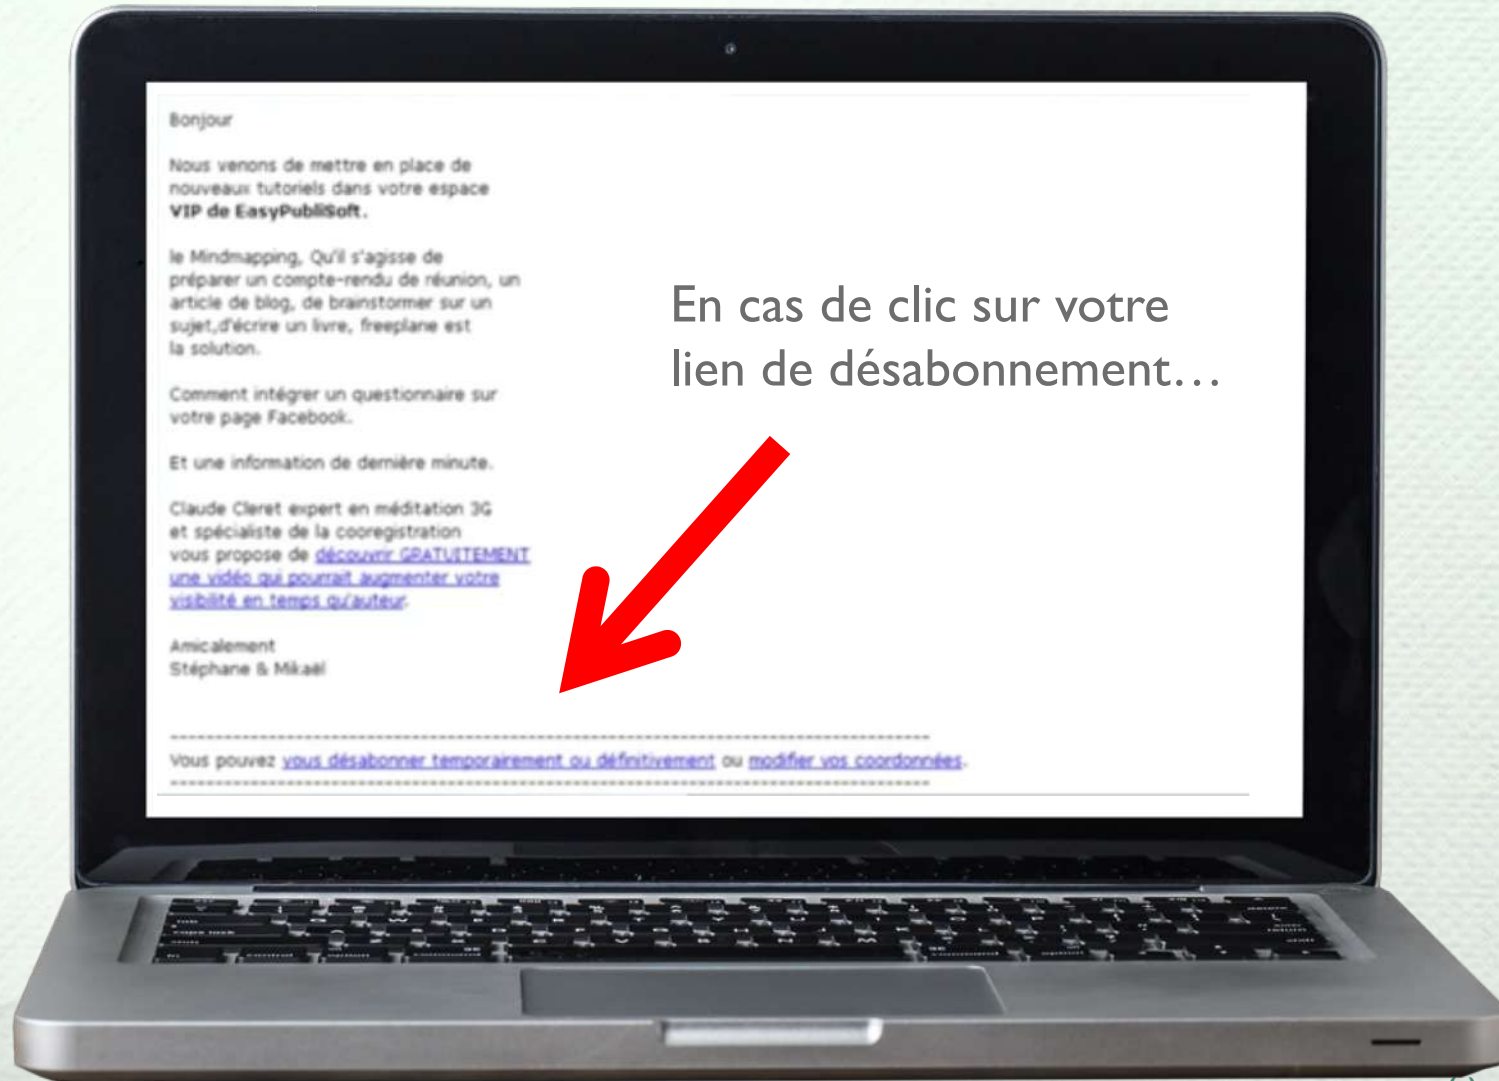 Bonjour
Nous venons de mettre en place de
nouveaux tutoriels dans votre espace
VIP de EasyPubliSoft.
le Mindmapping, Qu'il s'agisse de
préparer un compte-rendu de réunion, un
article de blog, de brainstormer sur un
sujet,d'écrire un livre, freeplane est
la solution.
Comment intégrer un questionnaire sur
votre page Facebook.
Et une information de dernière minute.
Claude Cleret expert en méditation 3G
et spécialiste de la cooregistration
vous propose de découvrir GRATUITEMENT
une vidéo qui pourrait augmenter votre
visibilité en temps qu'auteur.
Amicalement
Stéphane & Mikaël
En cas de clic sur votre
lien de désabonnement…
Vous pouvez vous désabonner temporairement ou définitivement ou modifier vos coordonnées.